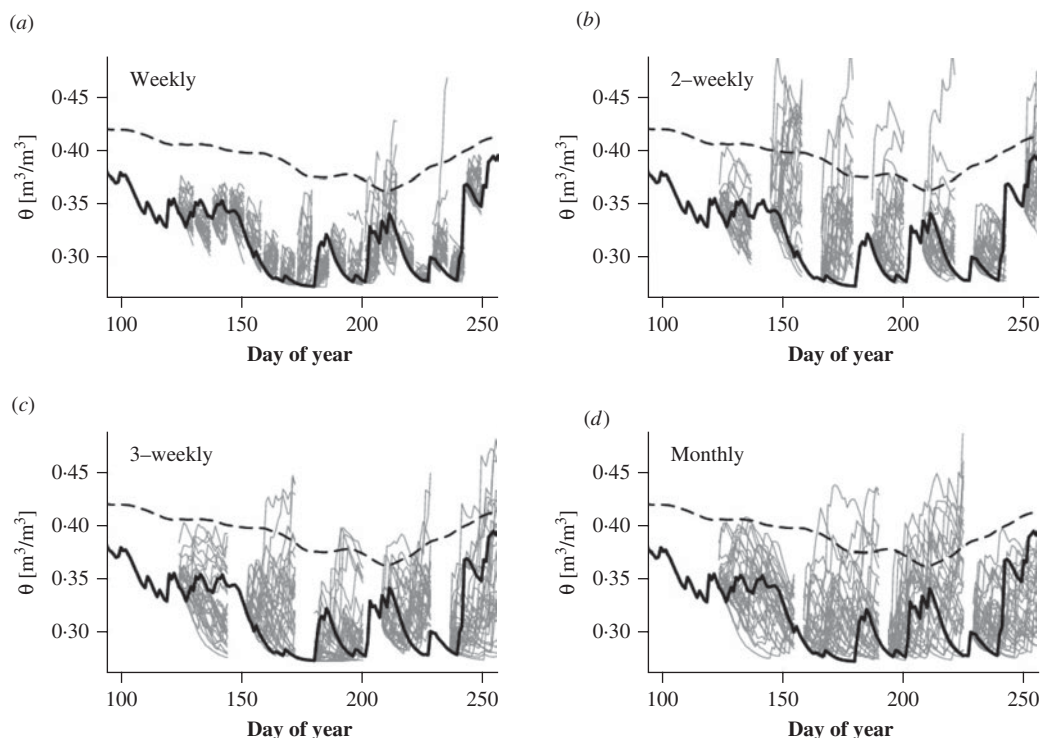 (a)
Weekly
0·45
0·40
0·35
0·30
θ [m³/m³]
100 150 200 250
Day of year
(b)
2–weekly
0·45
0·40
0·35
0·30
θ [m³/m³]
100 150 200 250
Day of year
(c)
3–weekly
0·45
0·40
0·35
0·30
θ [m³/m³]
100 150 200 250
Day of year
(d)
Monthly
0·45
0·40
0·35
0·30
θ [m³/m³]
100 150 200 250
Day of year